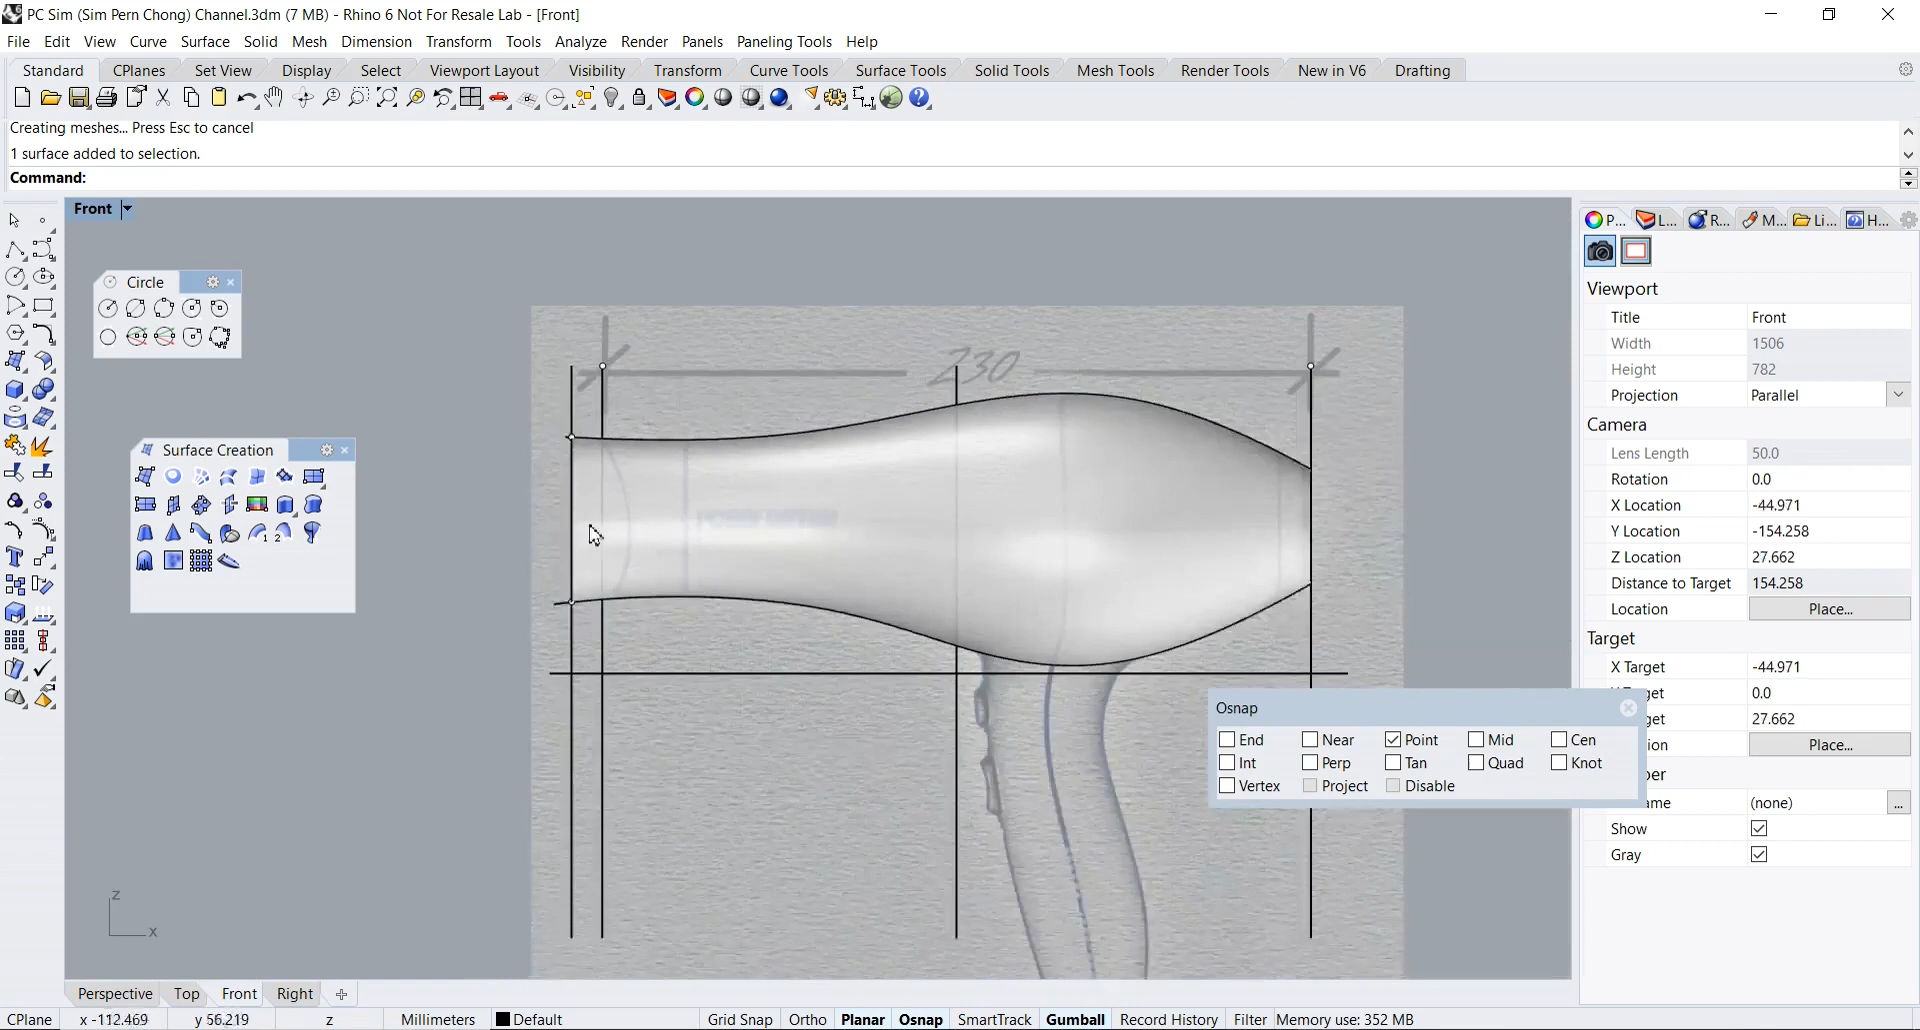 PC Sim (Sim Pern Chong) Channel.3dm (7 MB) - Rhino 6 Not For Resale Lab - [Front]
File Edit View Curve Surface Solid Mesh Dimension Transform Tools Analyze Render Panels Paneling Tools Help
Standard CPlanes Set View Display Select Viewport Layout Visibility Transform Curve Tools Surface Tools Solid Tools Mesh Tools Render Tools New in V6 Drafting
Creating meshes... Press Esc to cancel
1 surface added to selection.
Command:
Front
P... L... R... M... Li... H...
Circle
Viewport
Title Front
Width 1506
Height 782
Projection Parallel
230
Camera
Lens Length 50.0
Surface Creation
Rotation 0.0
X Location -44.971
Y Location -154.258
Z Location 27.662
Distance to Target 154.258
Location Place...
Target
X Target -44.971
get 0.0
get 27.662
ion Place...
per
ame (none) ...
Show
Gray
Osnap
End Near Point Mid Cen
Int Perp Tan Quad Knot
Vertex Project Disable
z
x
Perspective Top Front Right
CPlane x -112.469 y 56.219 z Millimeters Default Grid Snap Ortho Planar Osnap SmartTrack Gumball Record History Filter Memory use: 352 MB